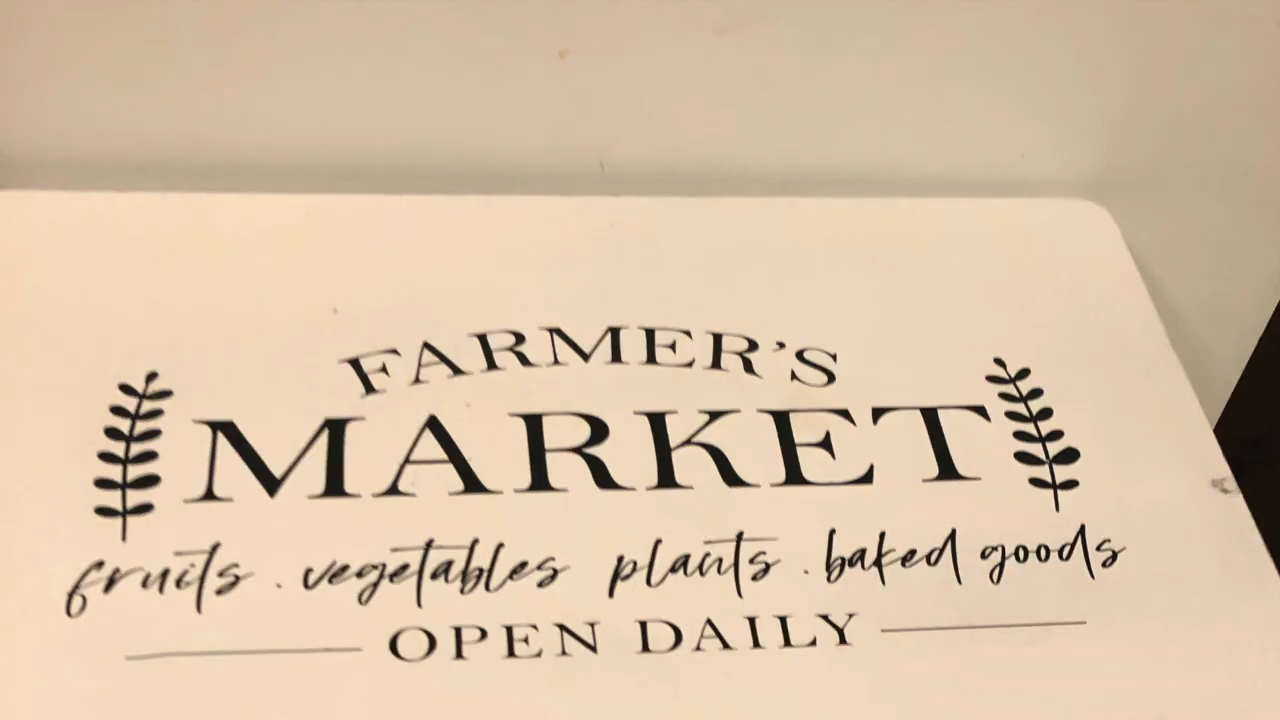 FARMER'S
MARKET
fruits . vegetables plants . baked goods
OPEN DAILY